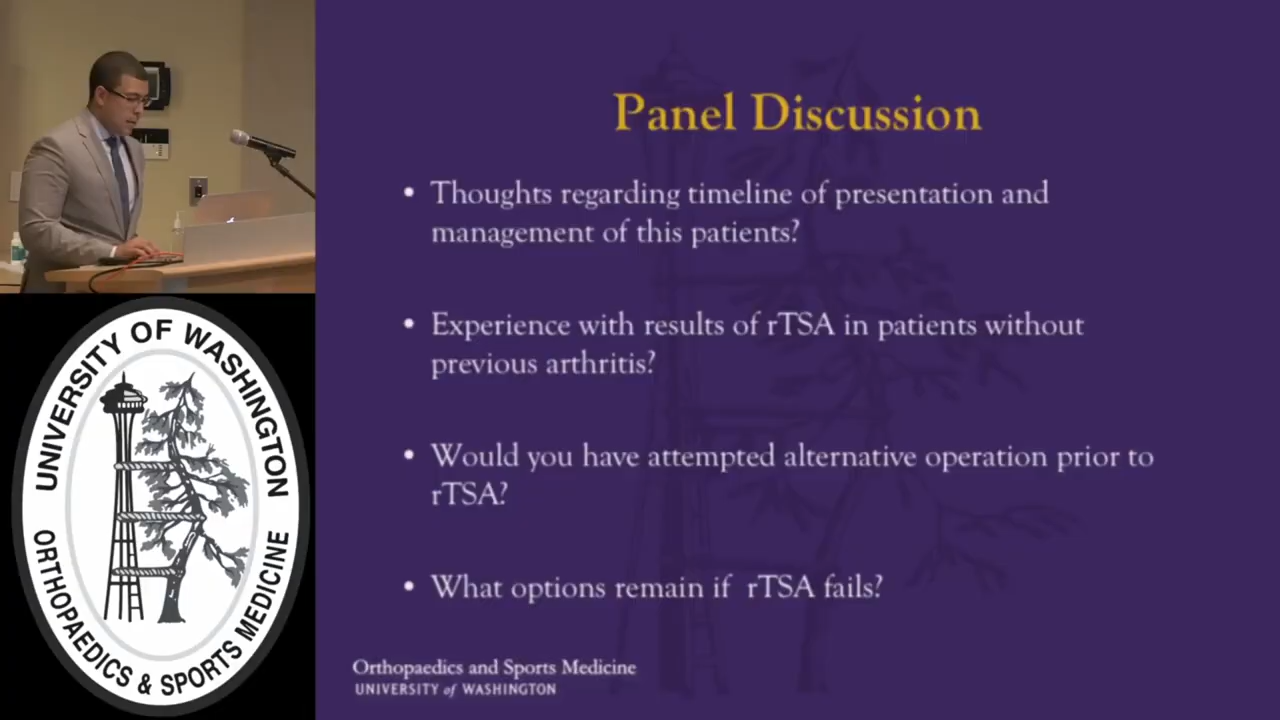 Panel Discussion
• Thoughts regarding timeline of presentation and
management of this patients?
• Experience with results of rTSA in patients without
previous arthritis?
• Would you have attempted alternative operation prior to
rTSA?
• What options remain if rTSA fails?
Orthopaedics and Sports Medicine
UNIVERSITY of WASHINGTON
UNIVERSITY OF WASHINGTON
ORTHOPAEDICS & SPORTS MEDICINE